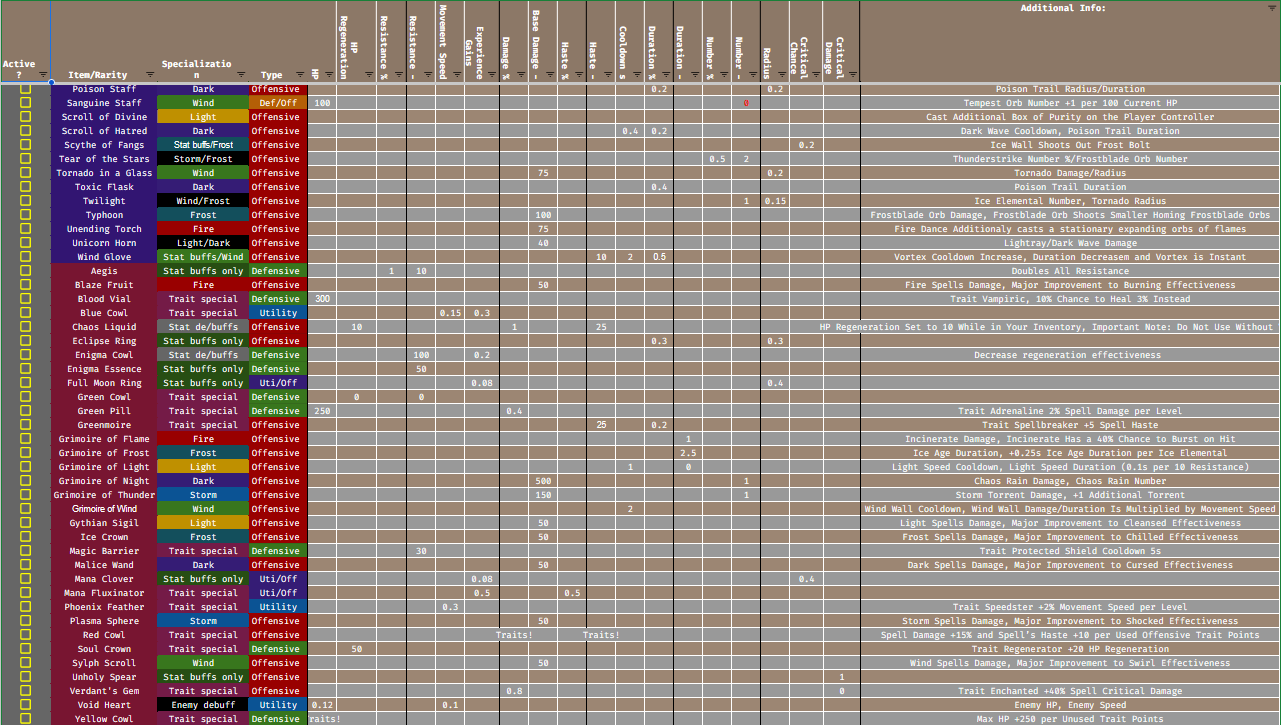 Active ? Item/Rarity Specialization Type HP HP Regeneration Resistance % Resistance - Movement Speed Experience Gains Damage % Base Damage - Haste % Haste - Cooldown s Duration % Duration - Number % Number - Radius Critical Chance Critical Damage Additional Info:
Poison Staff Dark Offensive 0.2 0.2 Poison Trail Radius/Duration
Sanguine Staff Wind Def/Off 100 0 Tempest Orb Number +1 per 100 Current HP
Scroll of Divine Light Offensive Cast Additional Box of Purity on the Player Controller
Scroll of Hatred Dark Offensive 0.4 0.2 Dark Wave Cooldown, Poison Trail Duration
Scythe of Fangs Stat buffs/Frost Offensive 0.2 Ice Wall Shoots Out Frost Bolt
Tear of the Stars Storm/Frost Offensive 0.5 2 Thunderstrike Number %/Frostblade Orb Number
Tornado in a Glass Wind Offensive 75 0.2 Tornado Damage/Radius
Toxic Flask Dark Offensive 0.4 Poison Trail Duration
Twilight Wind/Frost Offensive 1 0.15 Ice Elemental Number, Tornado Radius
Typhoon Frost Offensive 100 Frostblade Orb Damage, Frostblade Orb Shoots Smaller Homing Frostblade Orbs
Unending Torch Fire Offensive 75 Fire Dance Additionaly casts a stationary expanding orbs of flames
Unicorn Horn Light/Dark Offensive 40 Lightray/Dark Wave Damage
Wind Glove Stat buffs/Wind Offensive 10 2 0.5 Vortex Cooldown Increase, Duration Decreasem and Vortex is Instant
Aegis Stat buffs only Defensive 1 10 Doubles All Resistance
Blaze Fruit Fire Offensive 50 Fire Spells Damage, Major Improvement to Burning Effectiveness
Blood Vial Trait special Defensive 300 Trait Vampiric, 10% Chance to Heal 3% Instead
Blue Cowl Trait special Utility 0.15 0.3
Chaos Liquid Stat de/buffs Offensive 10 1 25 HP Regeneration Set to 10 While in Your Inventory, Important Note: Do Not Use Without
Eclipse Ring Stat buffs only Offensive 0.3 0.3
Enigma Cowl Stat de/buffs Defensive 100 0.2 Decrease regeneration effectiveness
Enigma Essence Stat buffs only Defensive 50
Full Moon Ring Stat buffs only Uti/Off 0.08 0.4
Green Cowl Trait special Defensive 0 0
Green Pill Trait special Defensive 250 0.4 Trait Adrenaline 2% Spell Damage per Level
Greenmoire Trait special Offensive 25 0.2 Trait Spellbreaker +5 Spell Haste
Grimoire of Flame Fire Offensive 1 Incinerate Damage, Incinerate Has a 40% Chance to Burst on Hit
Grimoire of Frost Frost Offensive 2.5 Ice Age Duration, +0.25s Ice Age Duration per Ice Elemental
Grimoire of Light Light Offensive 1 0 Light Speed Cooldown, Light Speed Duration (0.1s per 10 Resistance)
Grimoire of Night Dark Offensive 500 1 Chaos Rain Damage, Chaos Rain Number
Grimoire of Thunder Storm Offensive 150 1 Storm Torrent Damage, +1 Additional Torrent
Grimoire of Wind Wind Offensive 2 Wind Wall Cooldown, Wind Wall Damage/Duration Is Multiplied by Movement Speed
Gythian Sigil Light Offensive 50 Light Spells Damage, Major Improvement to Cleansed Effectiveness
Ice Crown Frost Offensive 50 Frost Spells Damage, Major Improvement to Chilled Effectiveness
Magic Barrier Trait special Defensive 30 Trait Protected Shield Cooldown 5s
Malice Wand Dark Offensive 50 Dark Spells Damage, Major Improvement to Cursed Effectiveness
Mana Clover Stat buffs only Uti/Off 0.08 0.4
Mana Fluxinator Trait special Uti/Off 0.5 0.5
Phoenix Feather Trait special Utility 0.3 Trait Speedster +2% Movement Speed per Level
Plasma Sphere Storm Offensive 50 Storm Spells Damage, Major Improvement to Shocked Effectiveness
Red Cowl Trait special Offensive Traits! Traits! Spell Damage +15% and Spell's Haste +10 per Used Offensive Trait Points
Soul Crown Trait special Defensive 50 Trait Regenerator +20 HP Regeneration
Sylph Scroll Wind Offensive 50 Wind Spells Damage, Major Improvement to Swirl Effectiveness
Unholy Spear Stat buffs only Offensive 1
Verdant's Gem Trait special Offensive 0.8 0 Trait Enchanted +40% Spell Critical Damage
Void Heart Enemy debuff Utility 0.12 0.1 Enemy HP, Enemy Speed
Yellow Cowl Trait special Defensive raits! Max HP +250 per Unused Trait Points